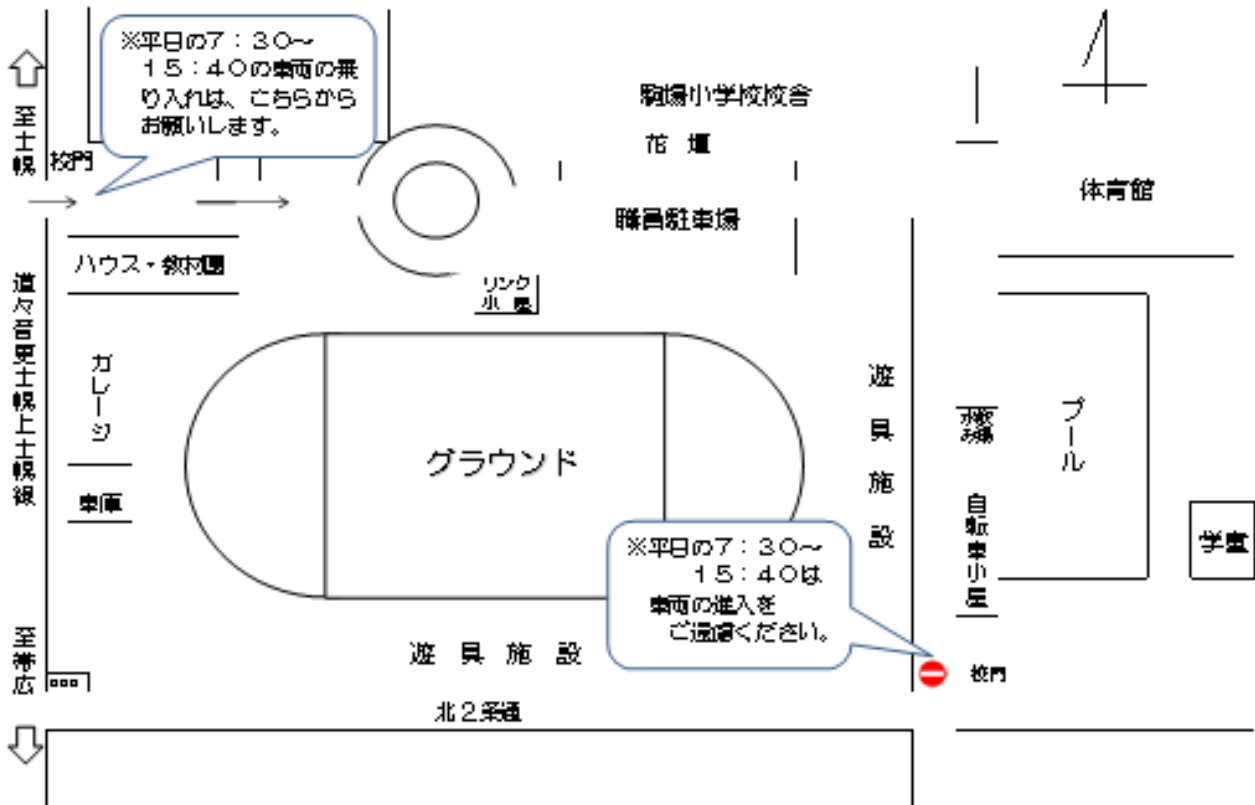 ※平日の7：30～
15：40の車両の乗
り入れは、こちらから
お願いします。
至士幌
校門
駒場小学校校舎
花　壇
体育館
職員駐車場
ハウス・教材園
リンク
小屋
道々音更士幌上士幌線
ガレージ
車庫
グラウンド
遊具施設
水飲
み場
プール
自転車小屋
学童
※平日の7：30～
15：40は
車両の進入を
ご遠慮ください。
遊　具　施　設
至帯広
校門
北2条通